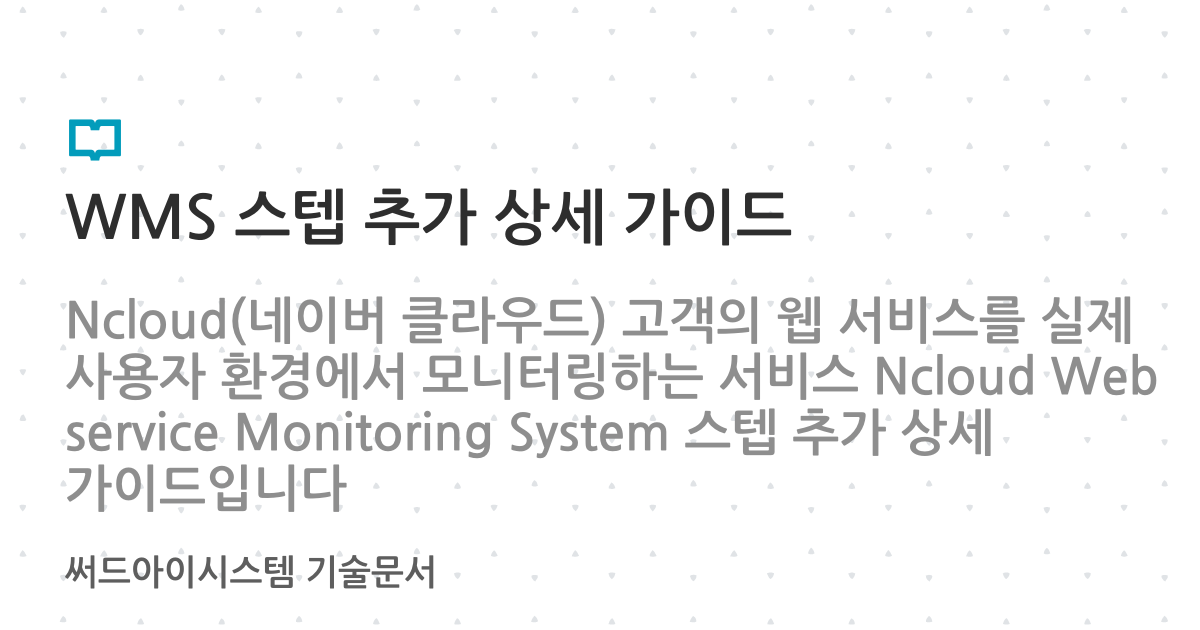 WMS 스텝 추가 상세 가이드
Ncloud(네이버 클라우드) 고객의 웹 서비스를 실제
사용자 환경에서 모니터링하는 서비스 Ncloud Web
service Monitoring System 스텝 추가 상세
가이드입니다
써드아이시스템 기술문서